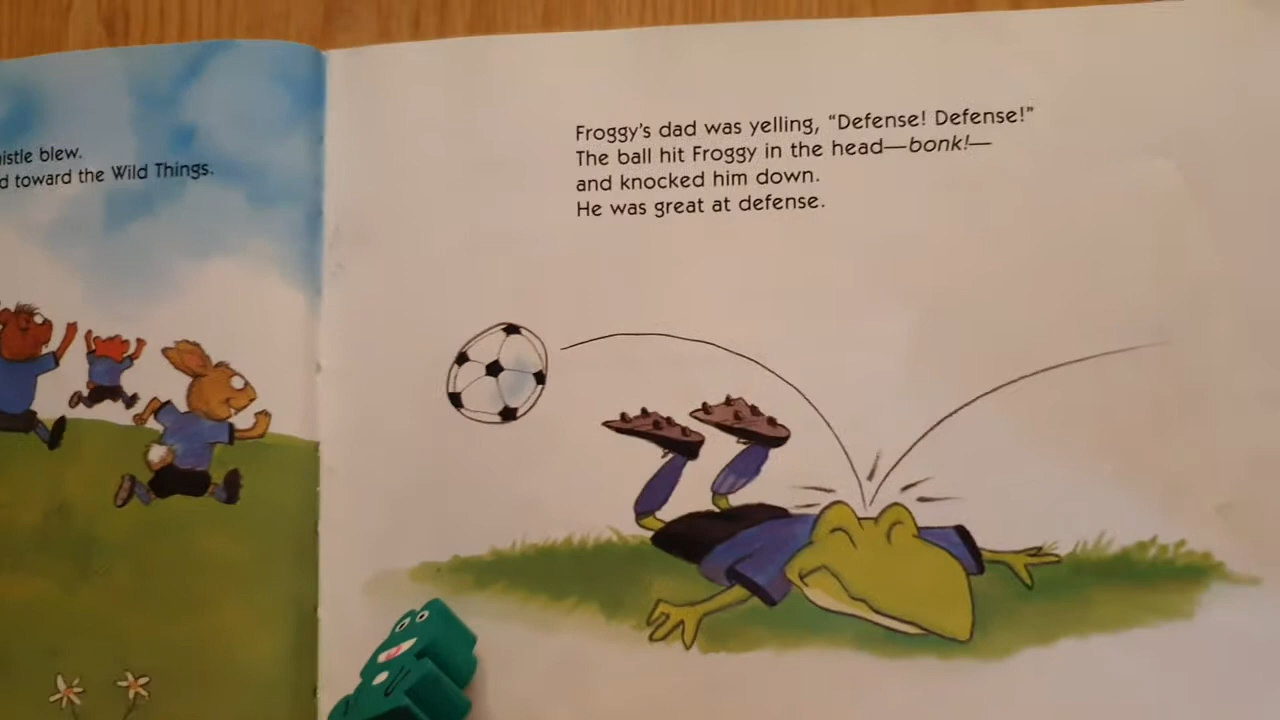 blew.
toward the Wild Things.
Froggy's dad was yelling, “Defense! Defense!”
The ball hit Froggy in the head—bonk!—
and knocked him down.
He was great at defense.